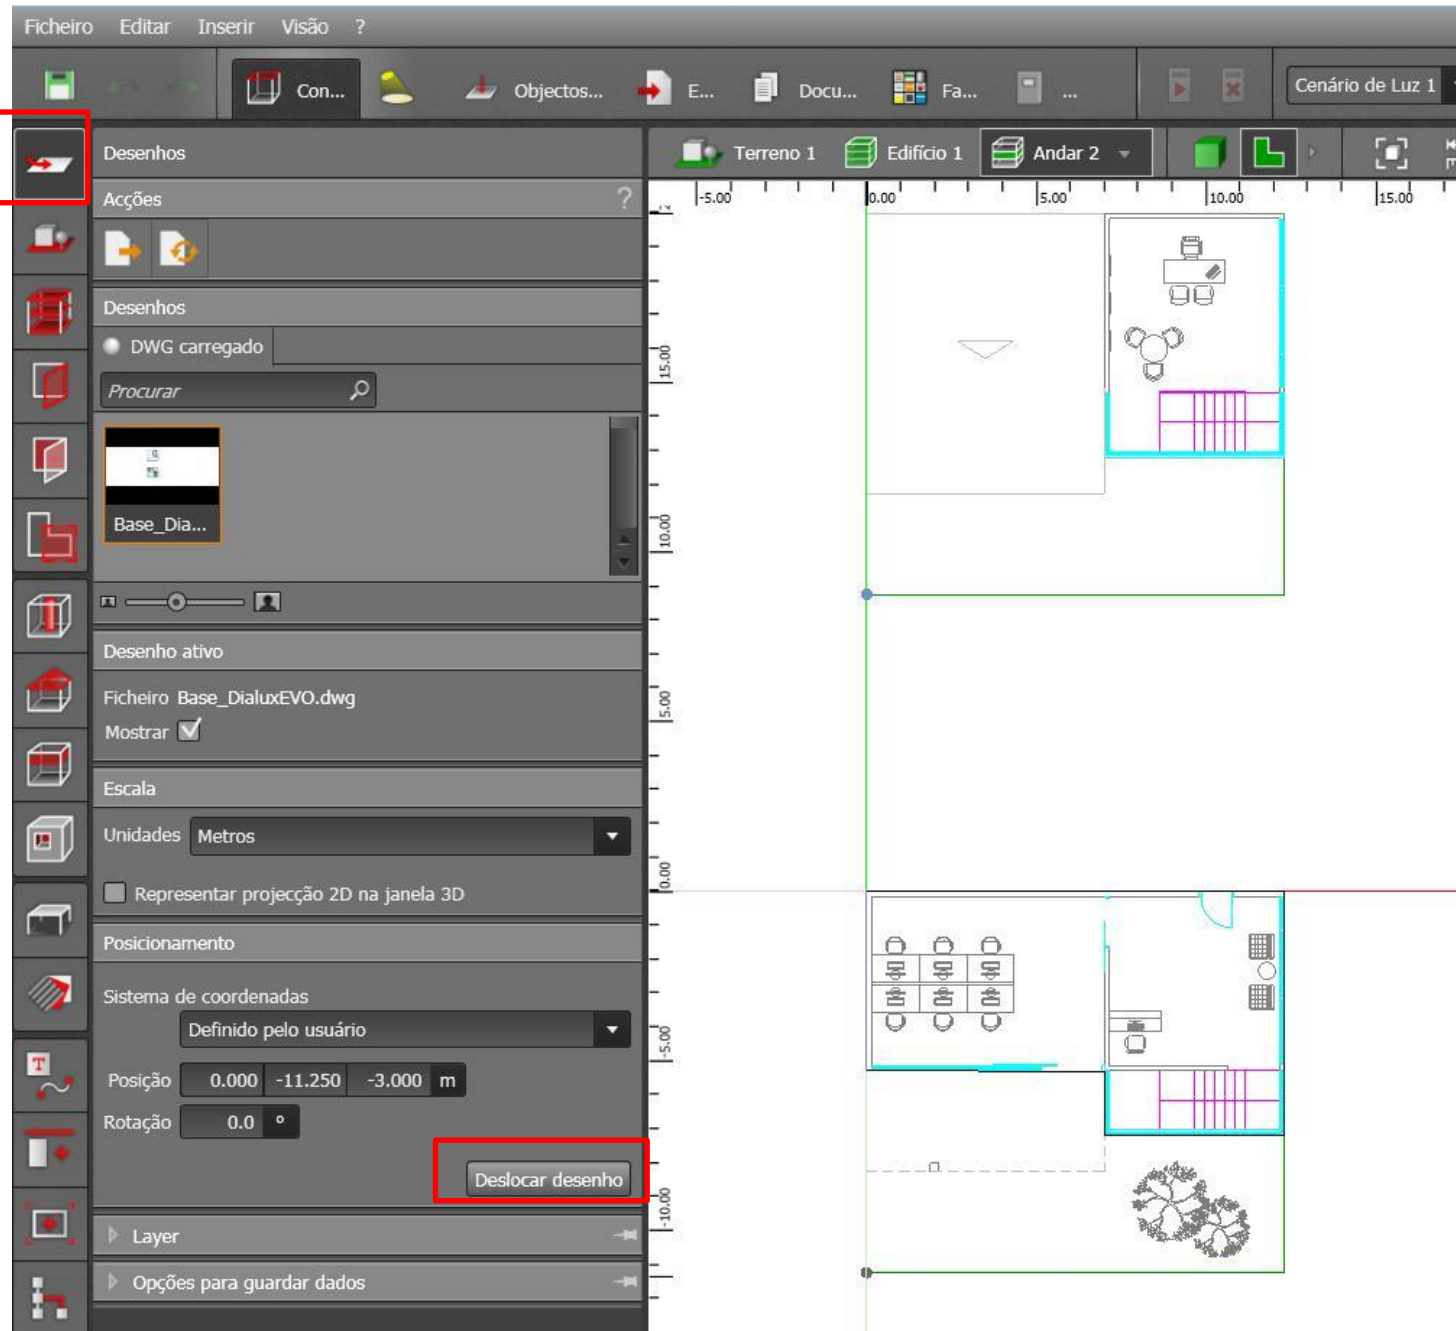 Ficheiro Editar Inserir Visão ?
Con... Objectos... E... Docu... Fa... ... Cenário de Luz 1
Desenhos
Terreno 1 Edifício 1 Andar 2
Acções ?
-5.00 0.00 5.00 10.00 15.00
Desenhos
DWG carregado
Procurar
15.00
Base_Dia...
10.00
Desenho ativo
Ficheiro Base_DialuxEVO.dwg
Mostrar
5.00
Escala
Unidades Metros
0.00
Representar projecção 2D na janela 3D
Posicionamento
Sistema de coordenadas
Definido pelo usuário
-5.00
Posição 0.000 -11.250 -3.000 m
Rotação 0.0 °
Deslocar desenho
-10.00
Layer
Opções para guardar dados
T